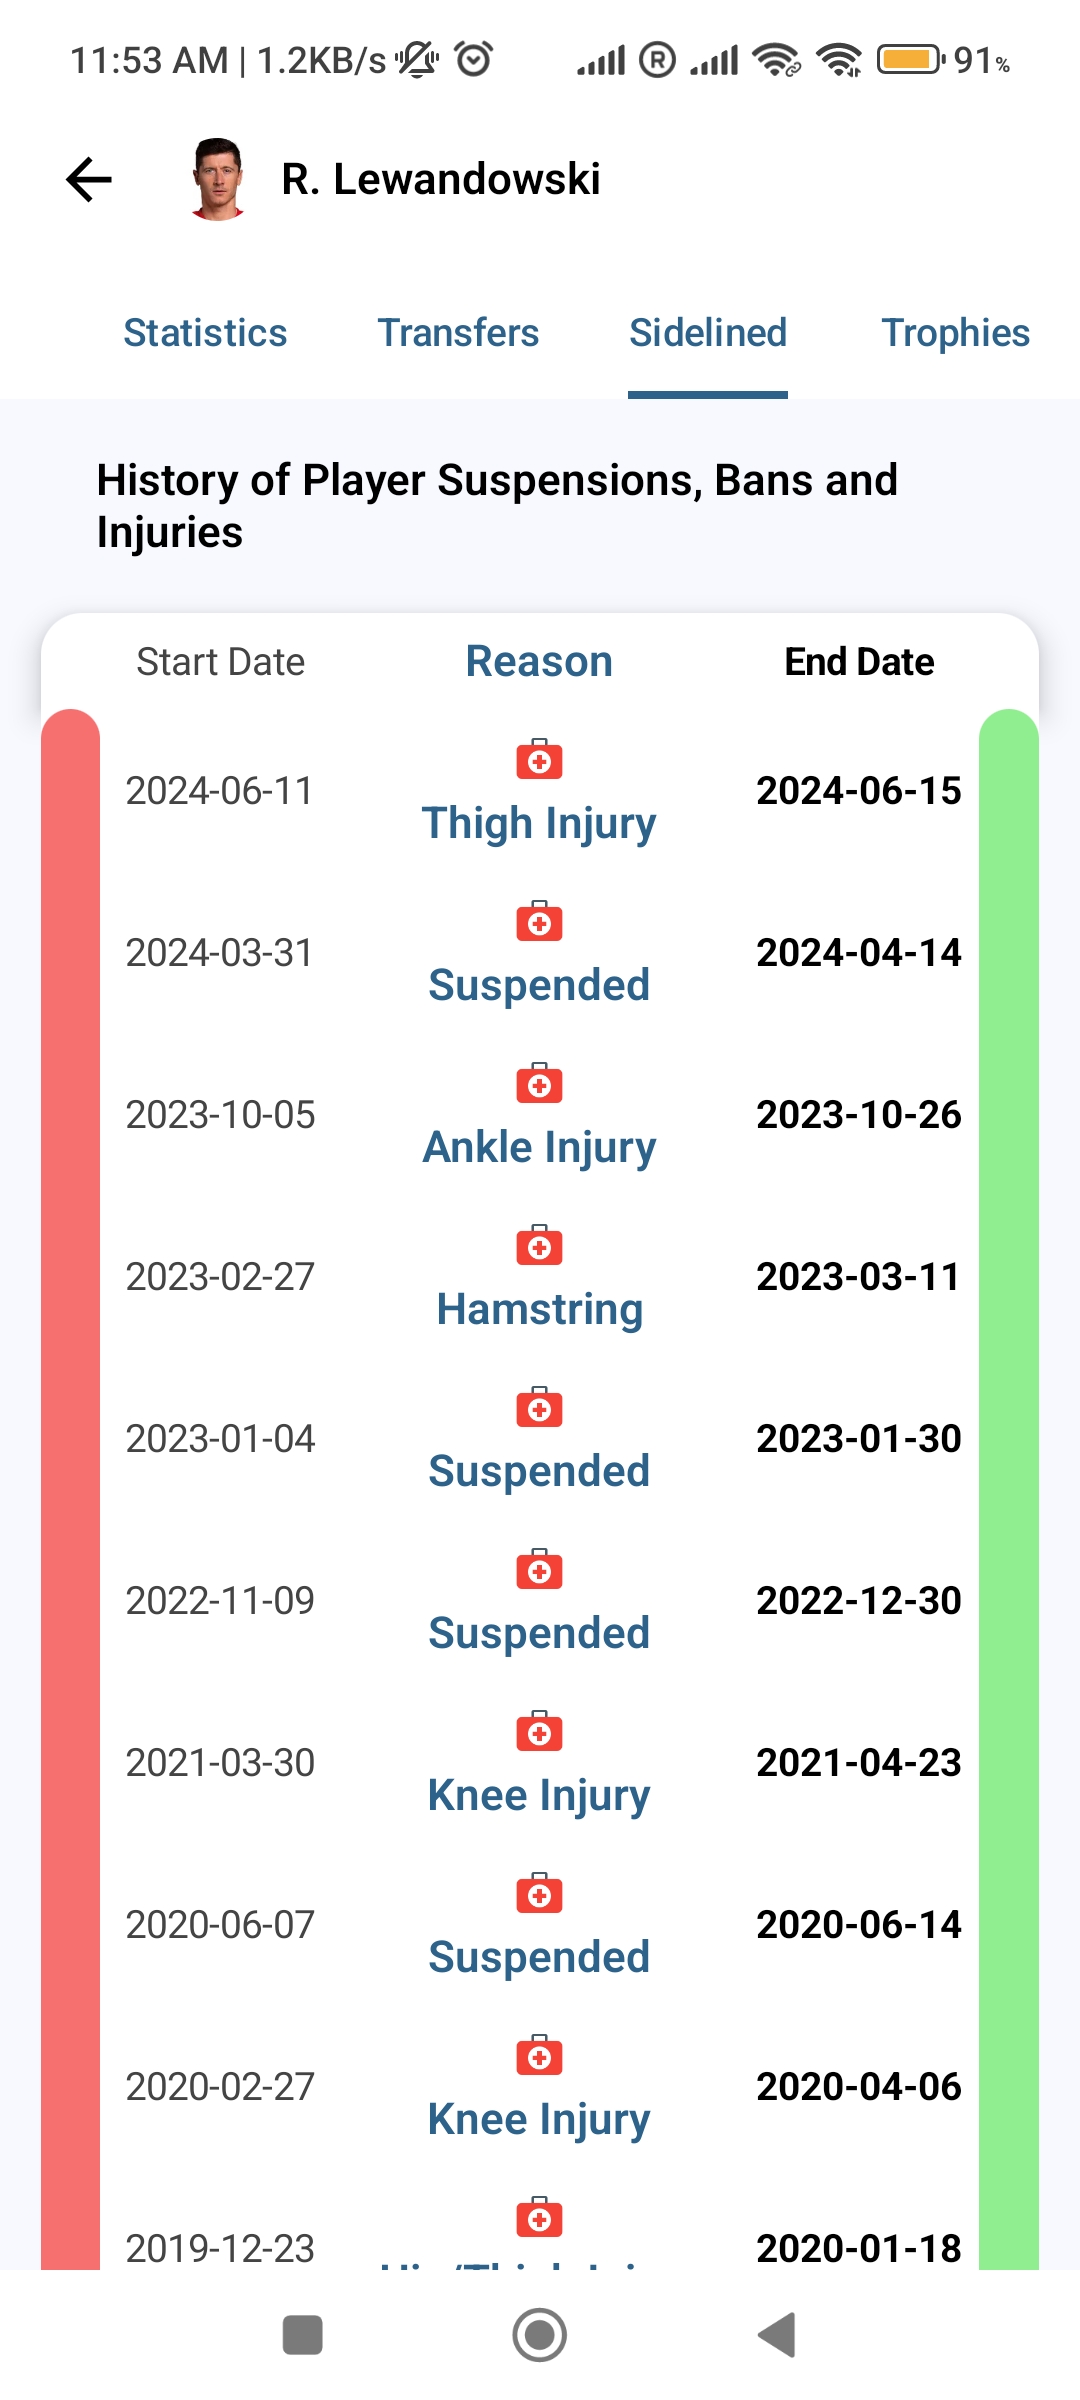 11:53 AM | 1.2KB/s 91%
R. Lewandowski
Statistics Transfers Sidelined Trophies
History of Player Suspensions, Bans and
Injuries
Start Date Reason End Date
2024-06-11 Thigh Injury 2024-06-15
2024-03-31 Suspended 2024-04-14
2023-10-05 Ankle Injury 2023-10-26
2023-02-27 Hamstring 2023-03-11
2023-01-04 Suspended 2023-01-30
2022-11-09 Suspended 2022-12-30
2021-03-30 Knee Injury 2021-04-23
2020-06-07 Suspended 2020-06-14
2020-02-27 Knee Injury 2020-04-06
2019-12-23 2020-01-18